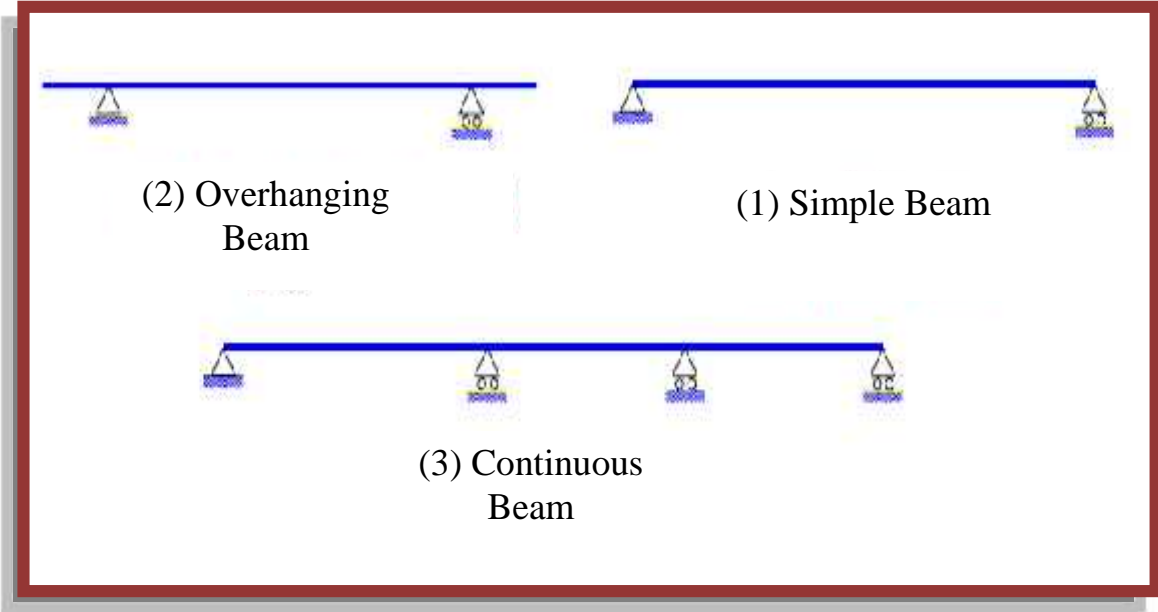 (2) Overhanging
Beam
(1) Simple Beam
(3) Continuous
Beam